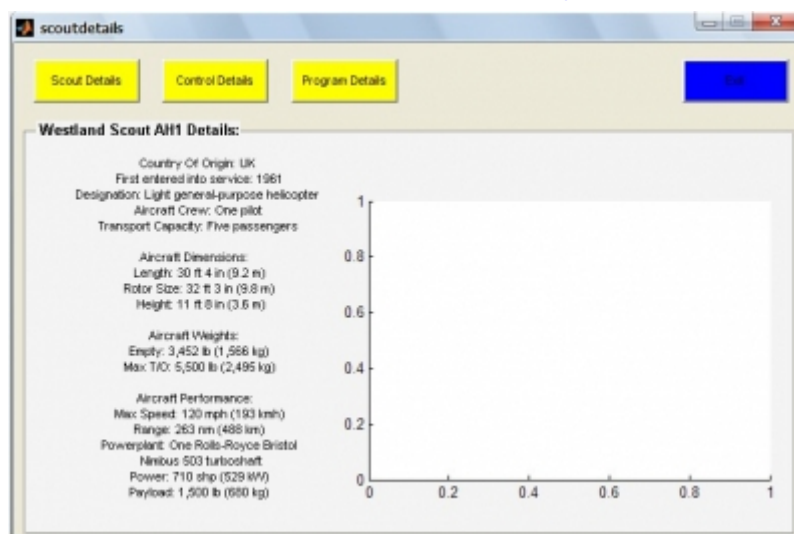 scoutdetails
Scout Details
Control Details
Program Details
Exit
Westland Scout AH1 Details:
Country Of Origin: UK
First entered into service: 1961
Designation: Light general-purpose helicopter
Aircraft Crew: One pilot
Transport Capacity: Five passengers
Aircraft Dimensions:
Length: 30 ft 4 in (9.2 m)
Rotor Size: 32 ft 3 in (9.8 m)
Height: 11 ft 8 in (3.6 m)
Aircraft Weights:
Empty: 3,452 lb (1,566 kg)
Max T/O: 5,500 lb (2,495 kg)
Aircraft Performance:
Max Speed: 120 mph (193 kmh)
Range: 263 nm (488 km)
Powerplant: One Rolls-Royce Bristol
Nimbus 503 turboshaft
Power: 710 shp (529 kW)
Payload: 1,500 lb (680 kg)
1
0.8
0.6
0.4
0.2
0
0 0.2 0.4 0.6 0.8 1